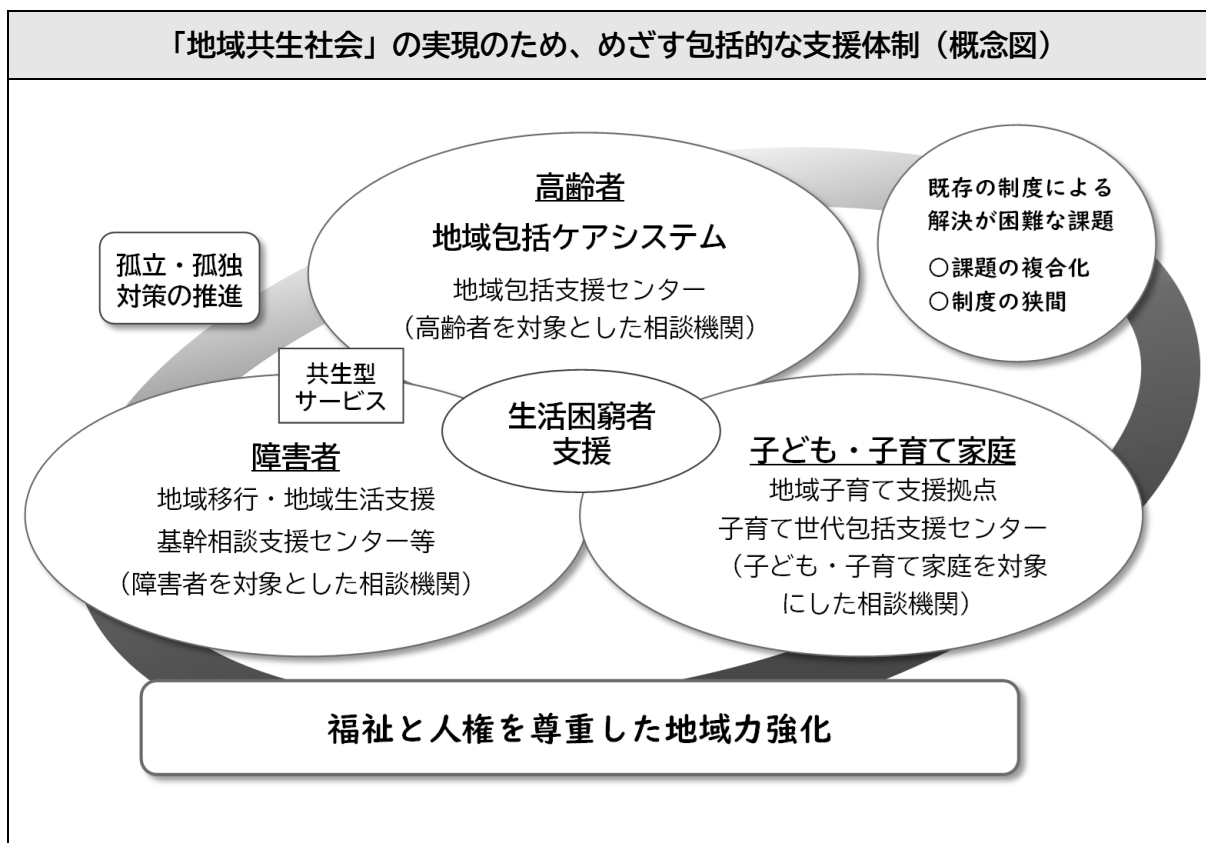 「地域共生社会」の実現のため、めざす包括的な支援体制（概念図）
高齢者
地域包括ケアシステム
地域包括支援センター
（高齢者を対象とした相談機関）
既存の制度による
解決が困難な課題
○課題の複合化
○制度の狭間
孤立・孤独
対策の推進
共生型
サービス
生活困窮者
支援
障害者
地域移行・地域生活支援
基幹相談支援センター等
（障害者を対象とした相談機関）
子ども・子育て家庭
地域子育て支援拠点
子育て世代包括支援センター
（子ども・子育て家庭を対象
にした相談機関）
福祉と人権を尊重した地域力強化